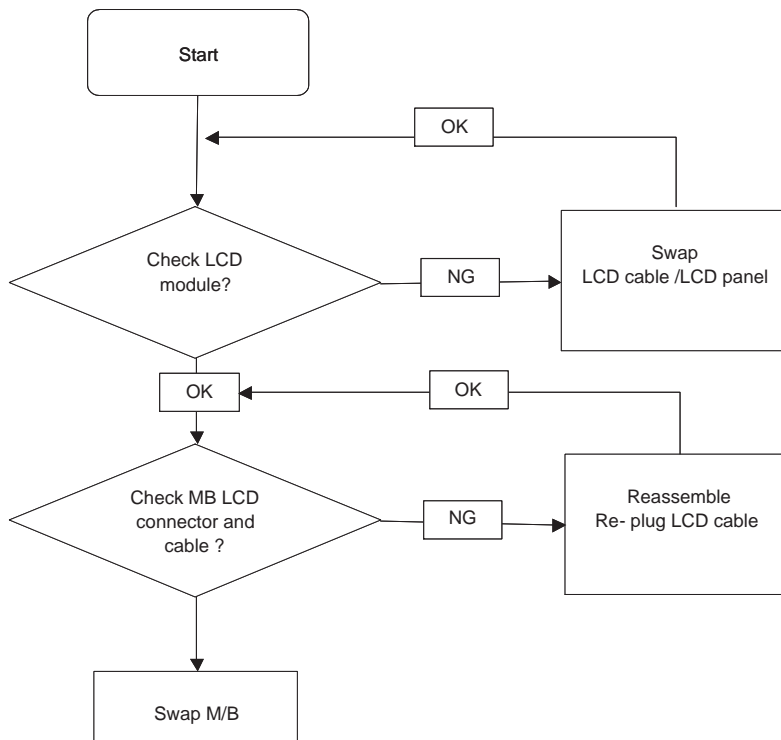 Start
OK
Check LCD
module?
NG
Swap
LCD cable /LCD panel
OK
OK
Check MB LCD
connector and
cable ?
NG
Reassemble
Re- plug LCD cable
Swap M/B